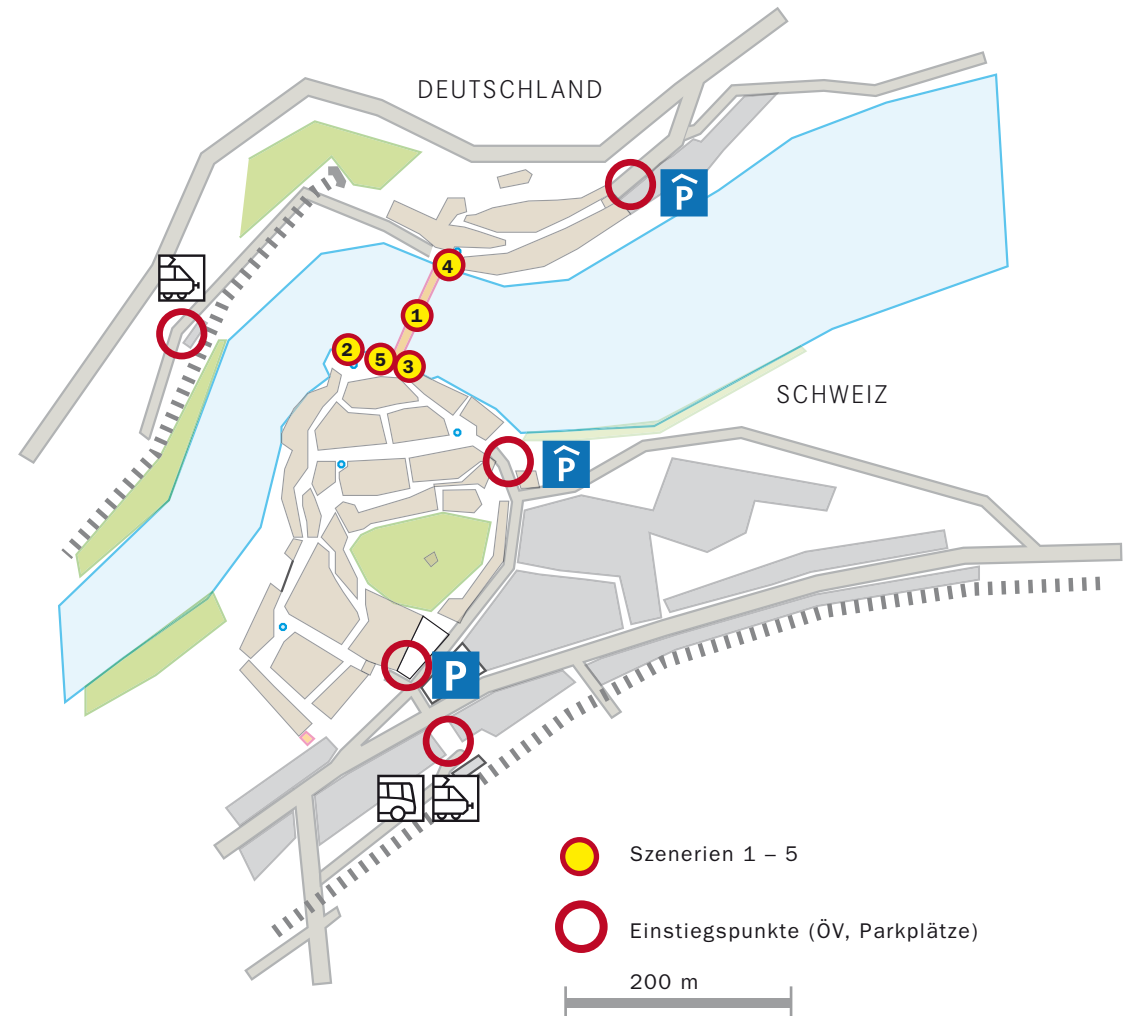 DEUTSCHLAND
P
4
1
2
5
3
SCHWEIZ
P
P
Szenerien 1 – 5
Einstiegspunkte (ÖV, Parkplätze)
200 m